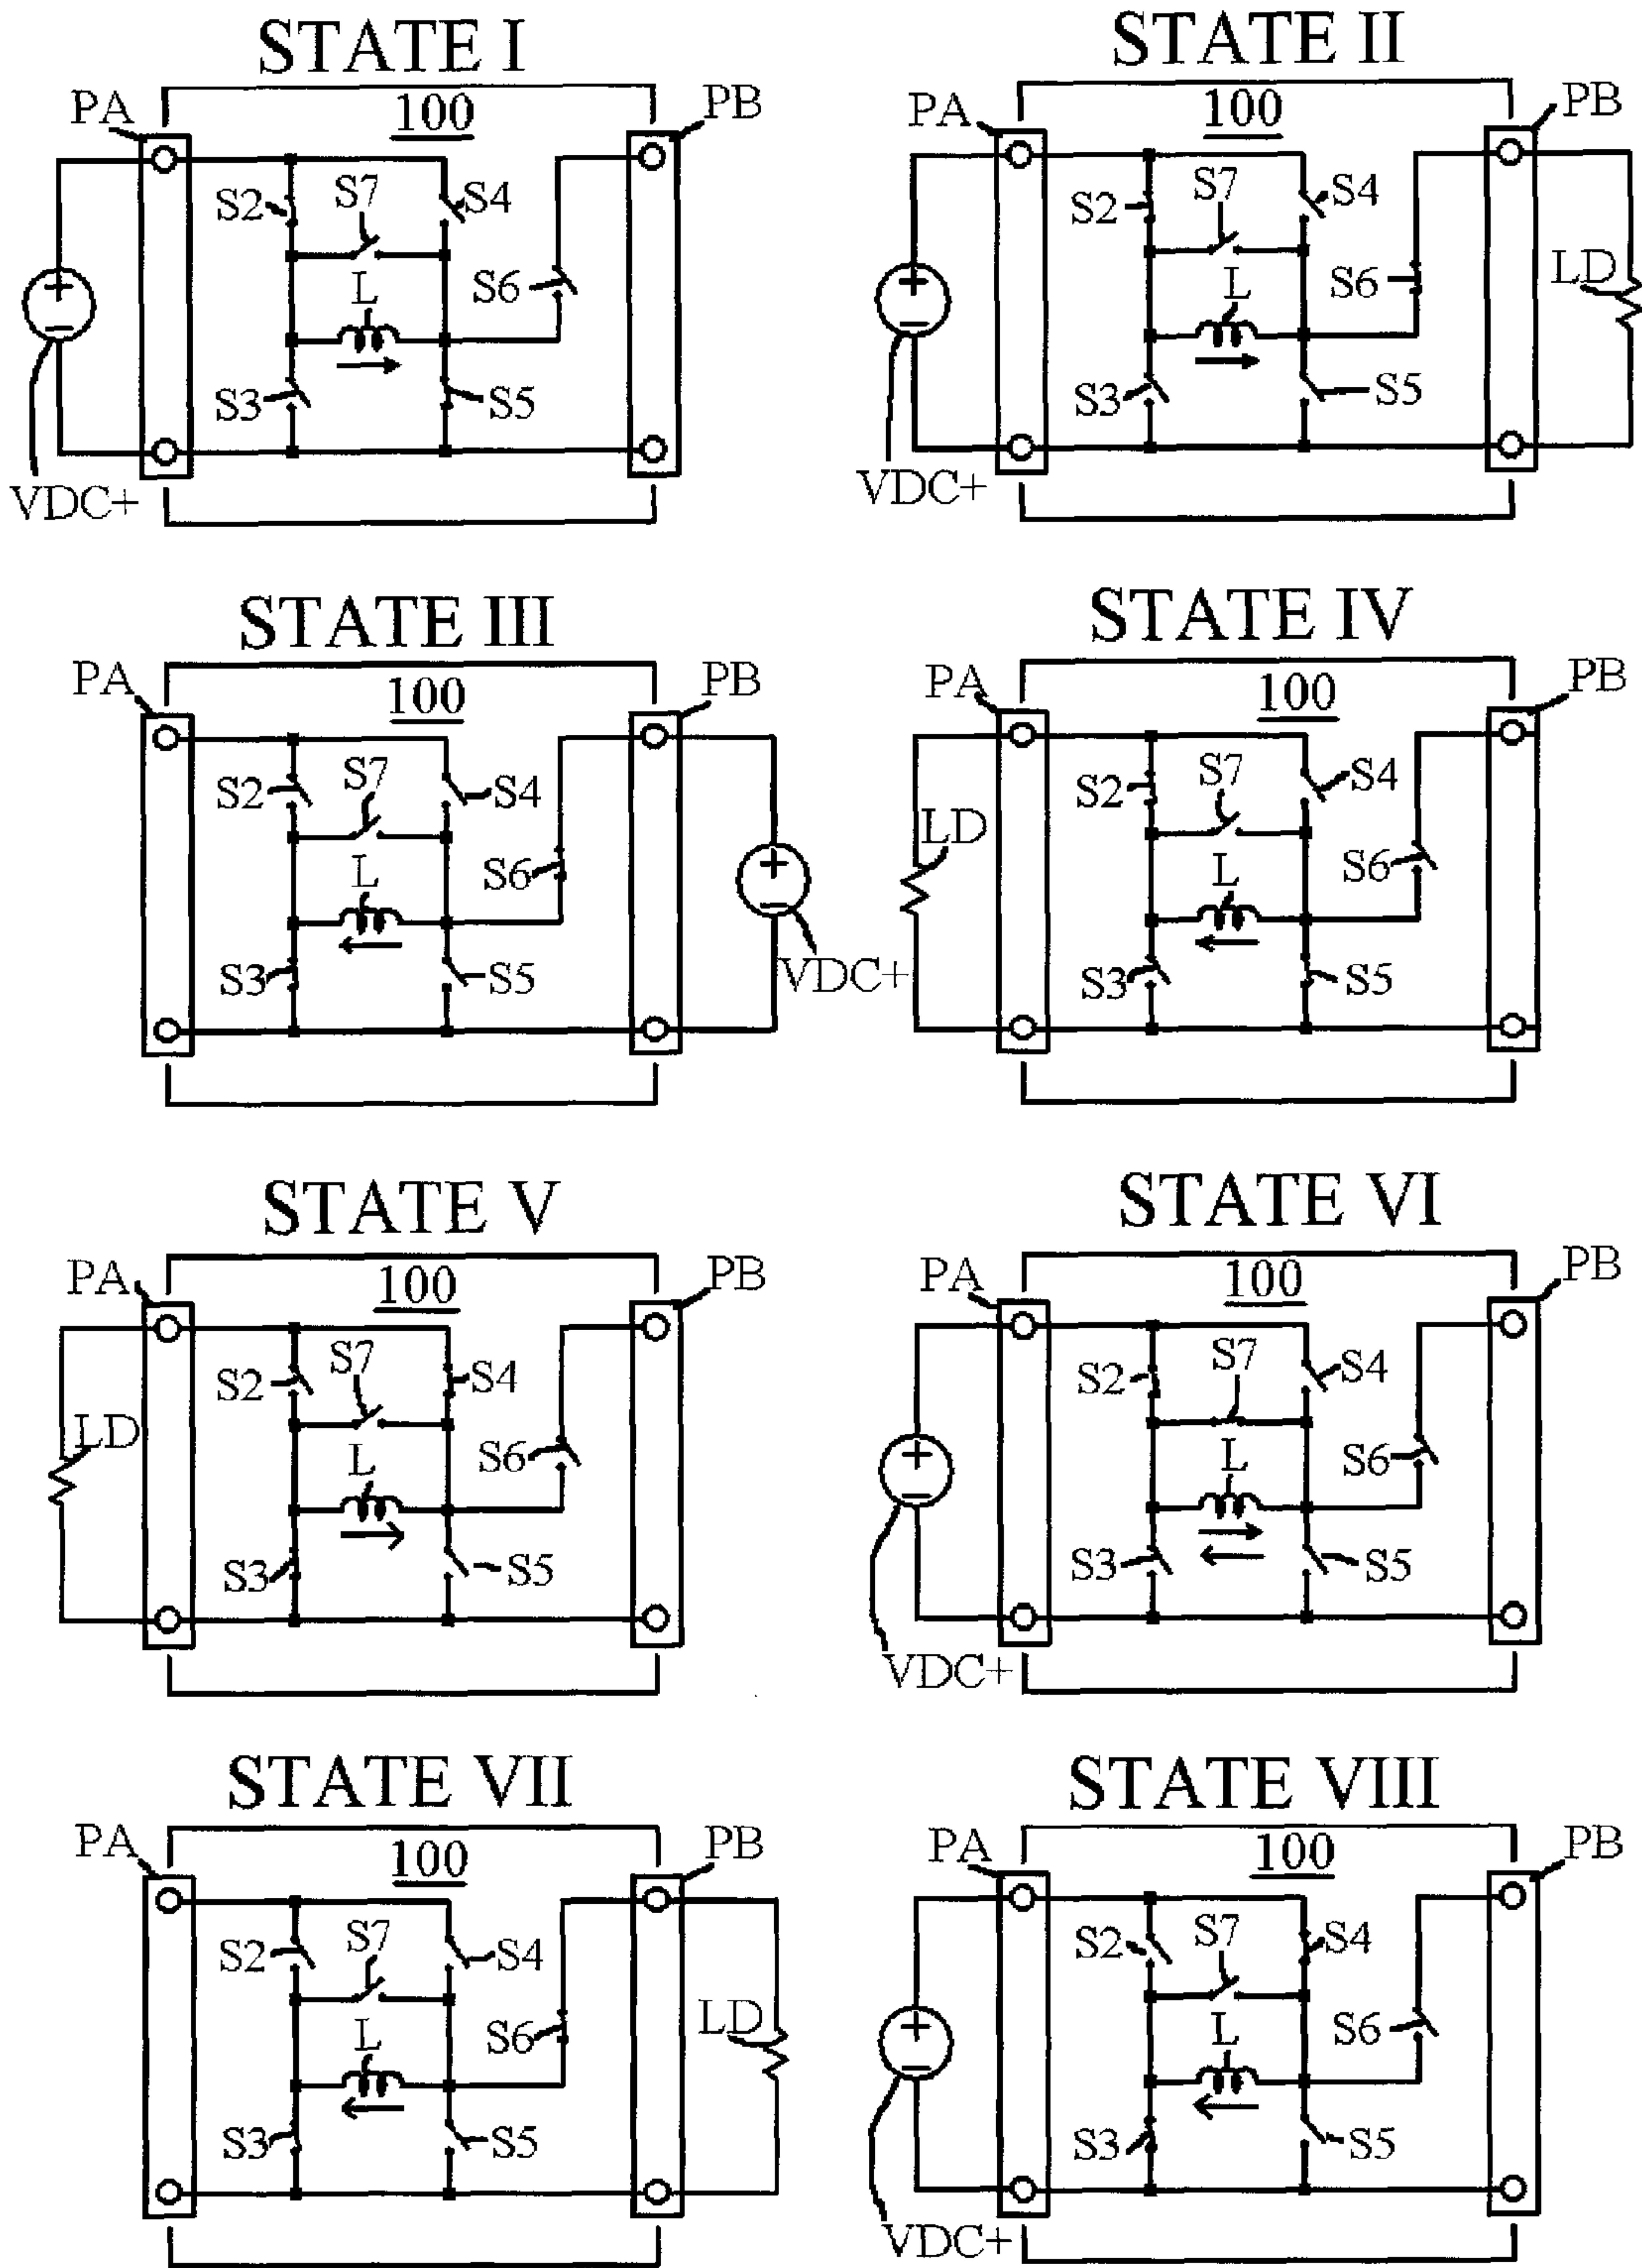 STATE I
PA
100
PB
S2
S7
S4
S6
L
S3
S5
VDC+
STATE II
PA
100
PB
S2
S7
S4
S6
LD
L
S3
S5
VDC+
STATE III
PA
100
PB
S2
S7
S4
S6
L
S3
S5
VDC+
STATE IV
PA
100
PB
S2
S7
S4
LD
S6
L
S3
S5
STATE V
PA
100
PB
S2
S7
S4
LD
S6
L
S3
S5
STATE VI
PA
100
PB
S2
S7
S4
S6
L
S3
S5
VDC+
STATE VII
PA
100
PB
S2
S7
S4
S6
LD
L
S3
S5
STATE VIII
PA
100
PB
S2
S7
S4
S6
L
S3
S5
VDC+